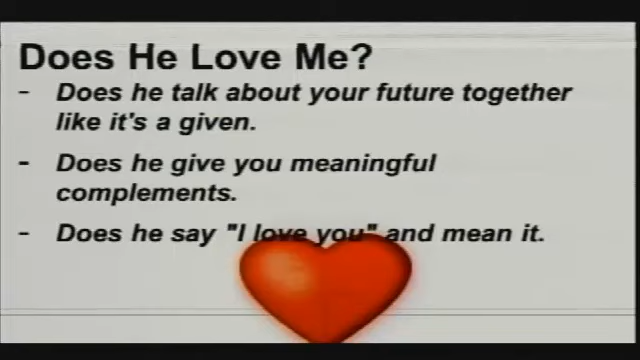 Does He Love Me?
- Does he talk about your future together
like it's a given.
- Does he give you meaningful
complements.
- Does he say "I love you" and mean it.